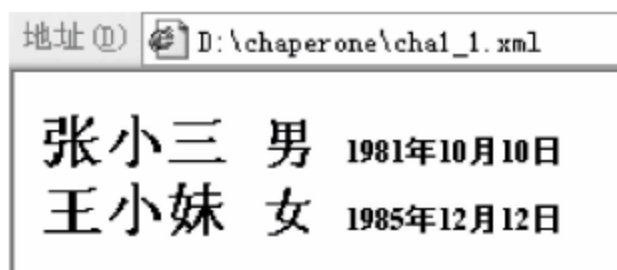 地址(D) D:\chaperone\cha1_1.xml
张小三 男 1981年10月10日
王小妹 女 1985年12月12日